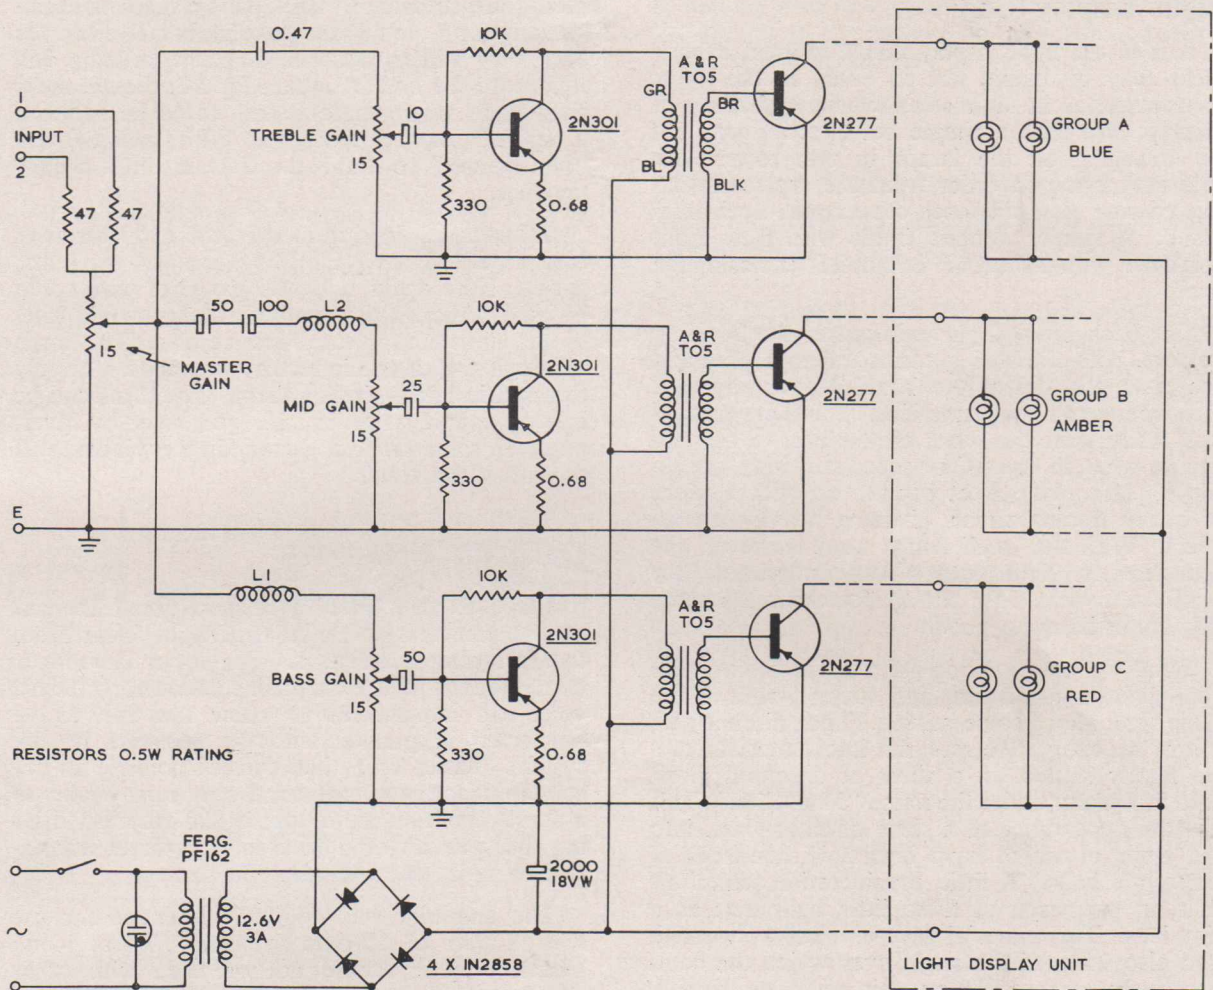 0.47
10K
A & R
TO5
GR
BR
1
INPUT
2
TREBLE GAIN
15
10
2N301
2N277
GROUP A
BLUE
BL
BLK
47
47
330
0.68
50
100
L2
10K
A&R
TO5
15
MASTER
GAIN
MID GAIN
15
25
2N301
2N277
GROUP B
AMBER
330
0.68
E
L1
10K
A&R
TO5
2N301
BASS GAIN
15
50
2N277
GROUP C
RED
RESISTORS 0.5W RATING
330
0.68
FERG.
PF162
2000
18VW
12.6V
3A
~
4 X IN2858
LIGHT DISPLAY UNIT